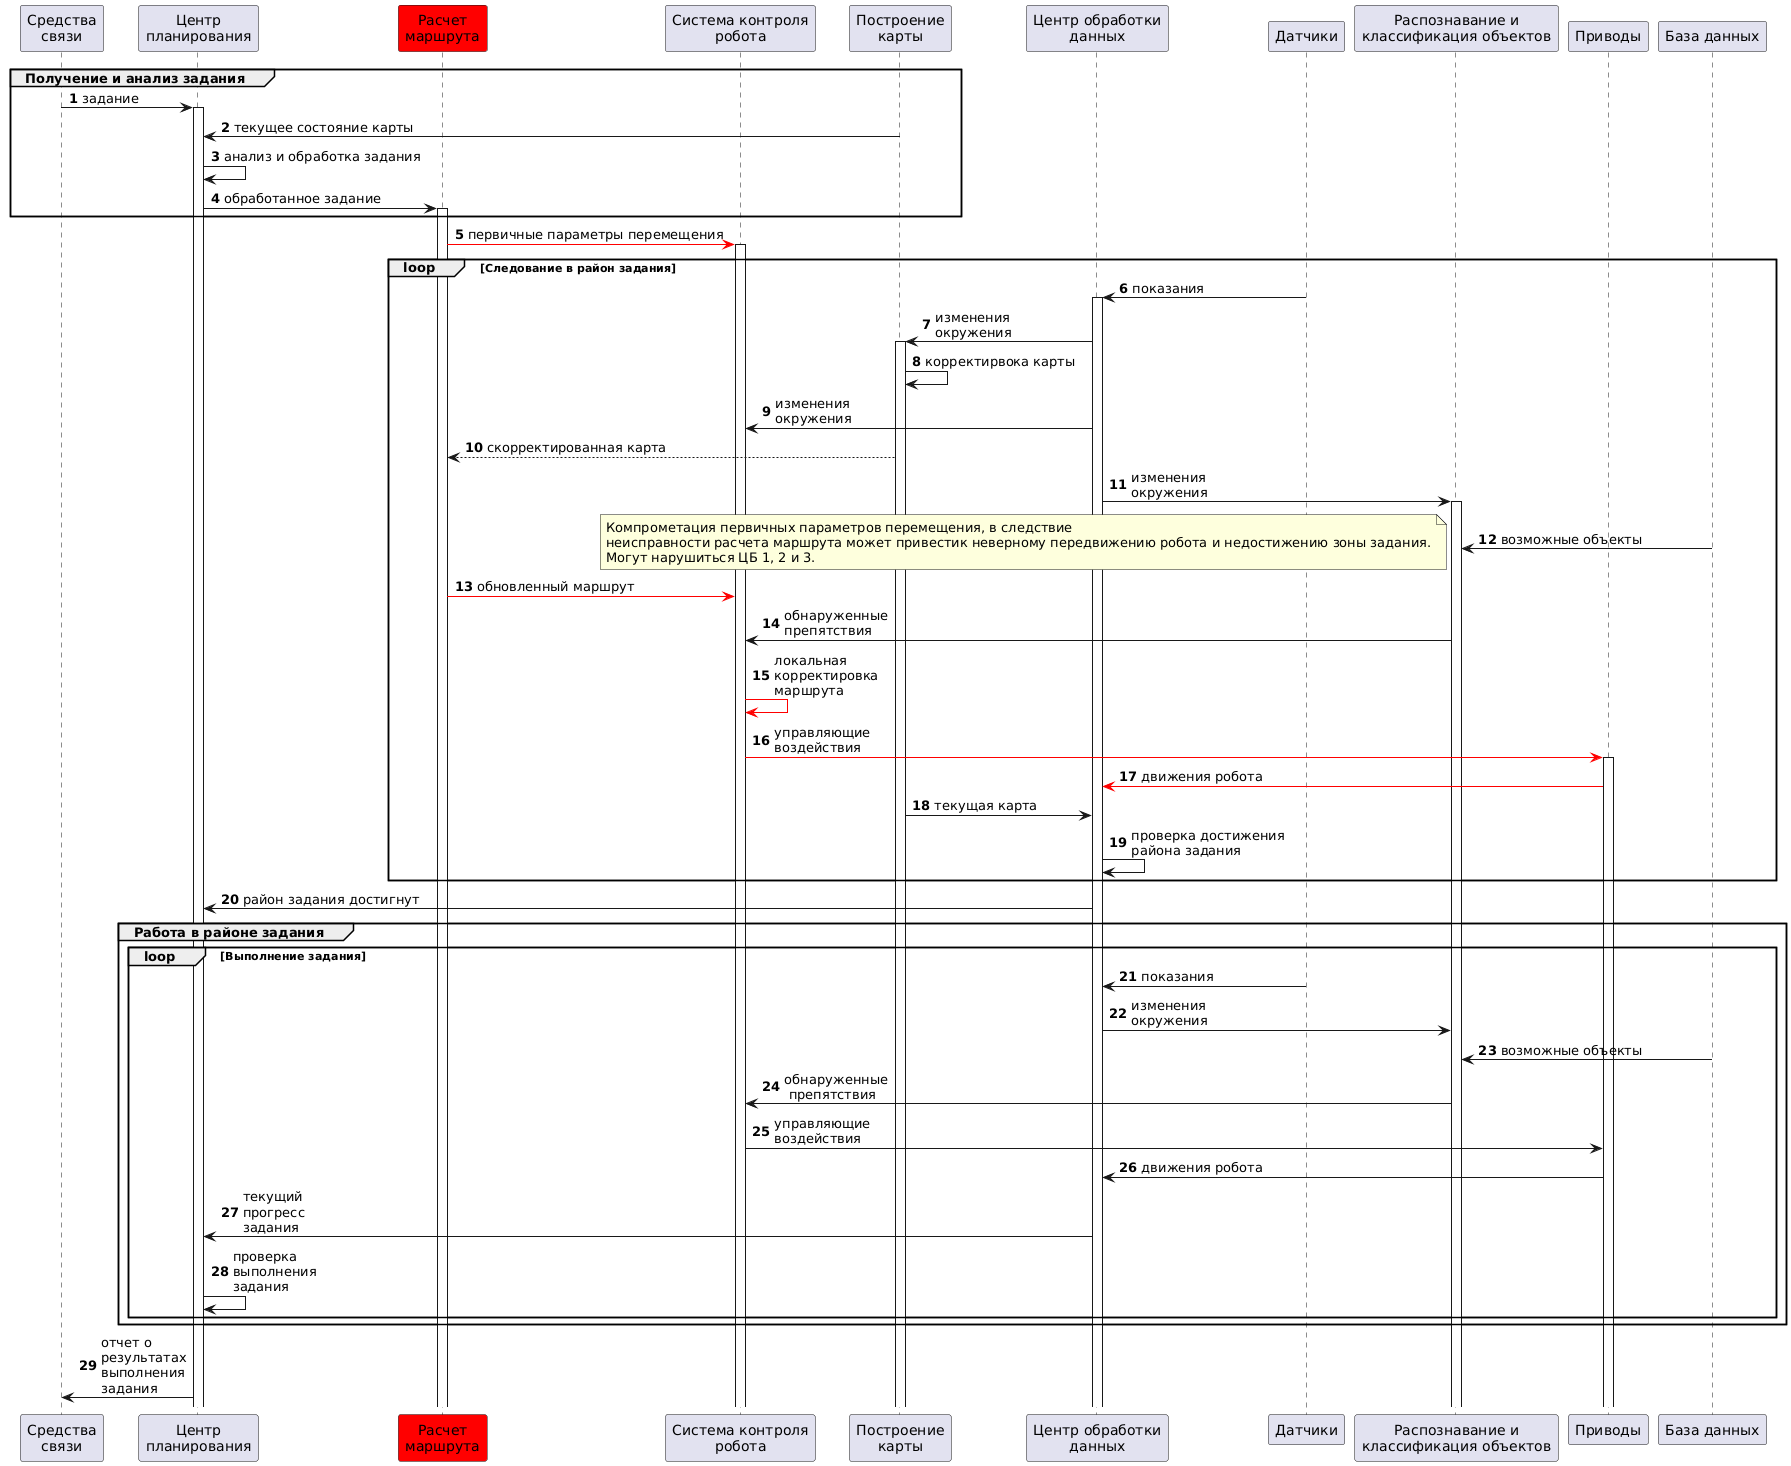 Средства
связи
Центр
планирования
Расчет
маршрута
Система контроля
робота
Построение
карты
Центр обработки
данных
Датчики
Распознавание и
классификация объектов
Приводы
База данных
Получение и анализ задания
1 задание
2 текущее состояние карты
3 анализ и обработка задания
4 обработанное задание
5 первичные параметры перемещения
loop [Следование в район задания]
6 показания
7 изменения
окружения
8 корректирвока карты
9 изменения
окружения
10 скорректированная карта
11 изменения
окружения
Компрометация первичных параметров перемещения, в следствие
неисправности расчета маршрута может привестик неверному передвижению робота и недостижению зоны задания.
Могут нарушиться ЦБ 1, 2 и 3.
12 возможные объекты
13 обновленный маршрут
14 обнаруженные
препятствия
15 локальная
корректировка
маршрута
16 управляющие
воздействия
17 движения робота
18 текущая карта
19 проверка достижения
района задания
20 район задания достигнут
Работа в районе задания
loop [Выполнение задания]
21 показания
22 изменения
окружения
23 возможные объекты
24 обнаруженные
препятствия
25 управляющие
воздействия
26 движения робота
27 текущий
прогресс
задания
28 проверка
выполнения
задания
29 отчет о
результатах
выполнения
задания
Средства
связи
Центр
планирования
Расчет
маршрута
Система контроля
робота
Построение
карты
Центр обработки
данных
Датчики
Распознавание и
классификация объектов
Приводы
База данных